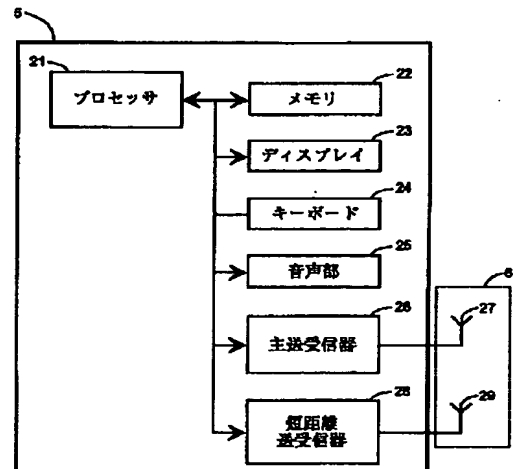 5
21
プロセッサ
22
メモリ
23
ディスプレイ
24
キーボード
25
音声部
26
主送受信器
6
27
28
短距離
送受信器
29